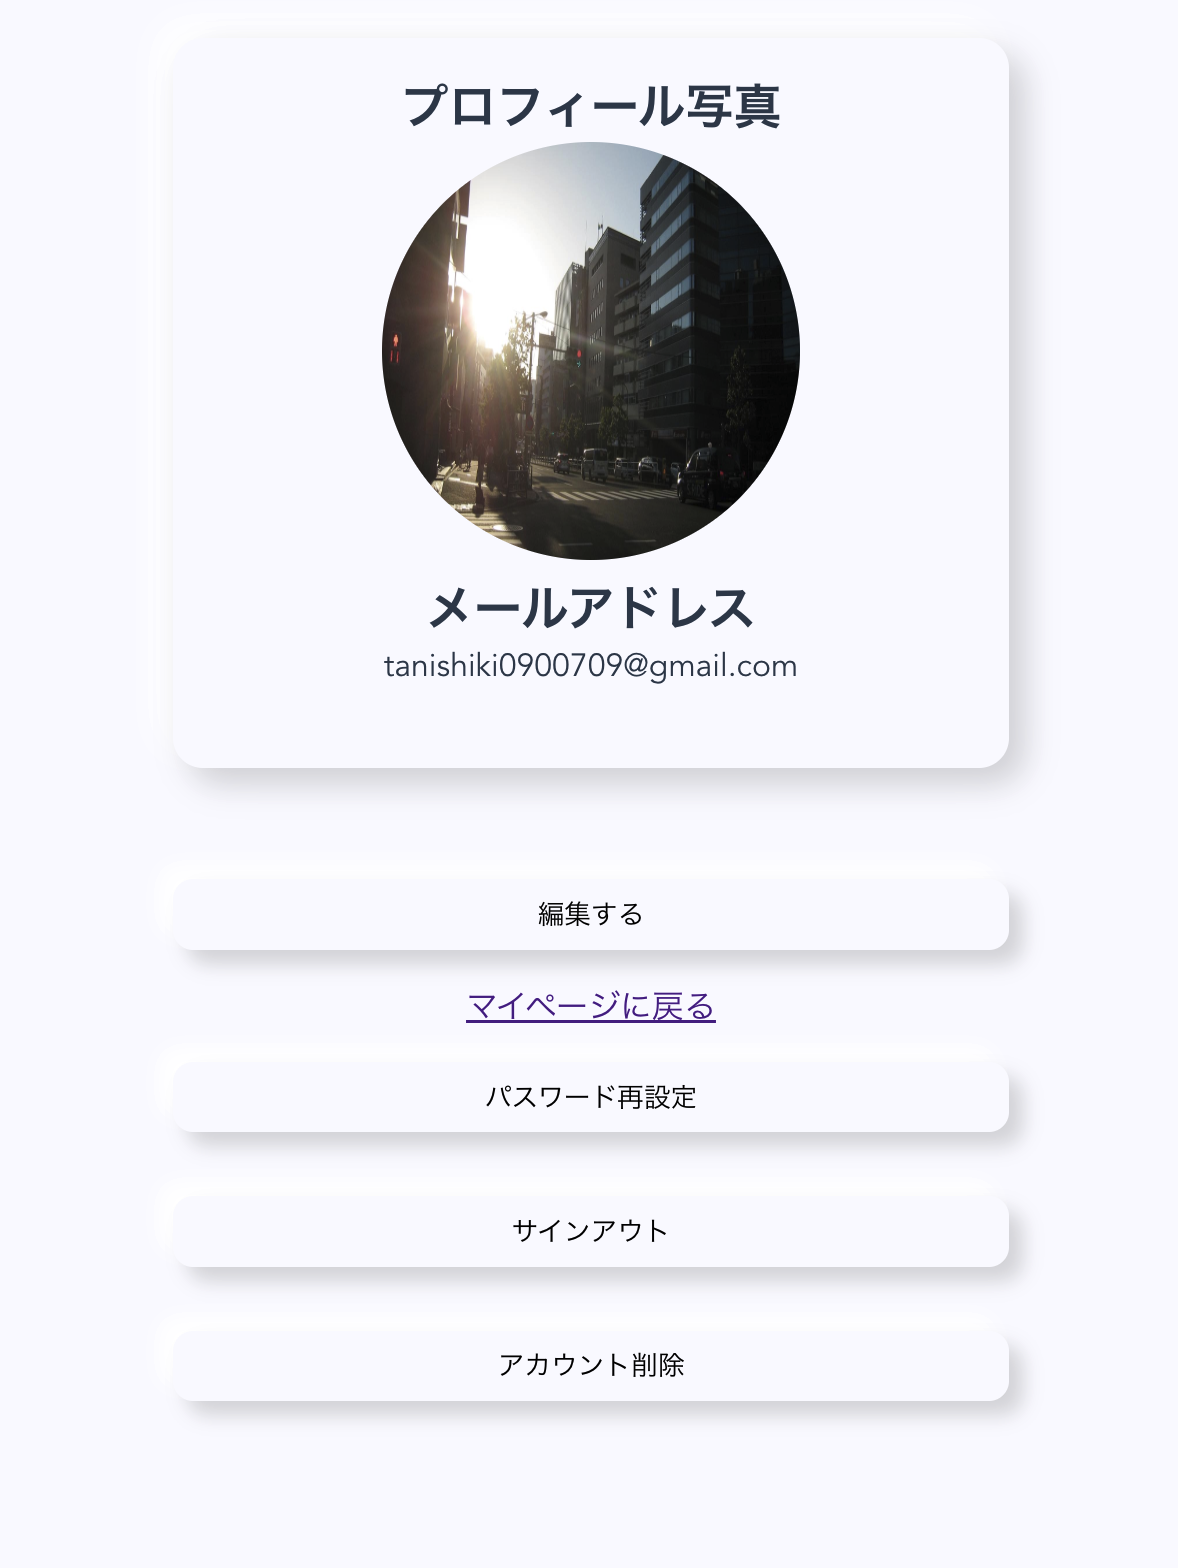 プロフィール写真
メールアドレス
tanishiki0900709@gmail.com
編集する
マイページに戻る
パスワード再設定
サインアウト
アカウント削除